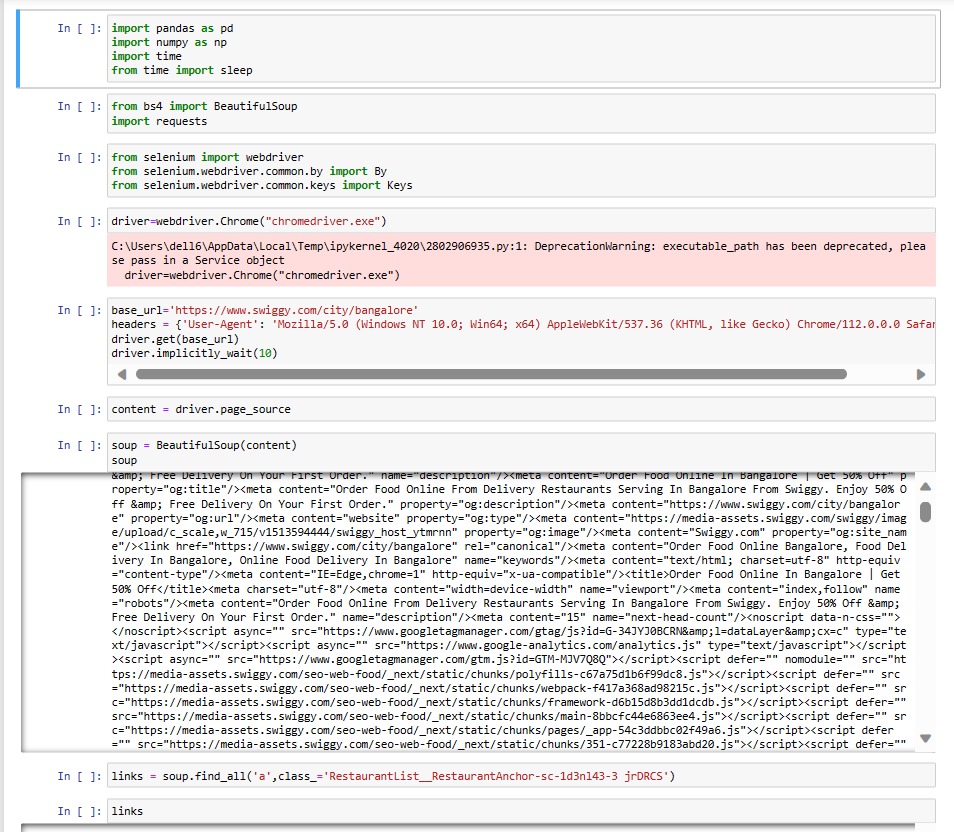 In [ ]: import pandas as pd
import numpy as np
import time
from time import sleep
In [ ]: from bs4 import BeautifulSoup
import requests
In [ ]: from selenium import webdriver
from selenium.webdriver.common.by import By
from selenium.webdriver.common.keys import Keys
In [ ]: driver=webdriver.Chrome("chromedriver.exe")
C:\Users\dell6\AppData\Local\Temp\ipykernel_4020\2802906935.py:1: DeprecationWarning: executable_path has been deprecated, plea
se pass in a Service object
driver=webdriver.Chrome("chromedriver.exe")
In [ ]: base_url='https://www.swiggy.com/city/bangalore'
headers = {'User-Agent': 'Mozilla/5.0 (Windows NT 10.0; Win64; x64) AppleWebKit/537.36 (KHTML, like Gecko) Chrome/112.0.0.0 Safar
driver.get(base_url)
driver.implicitly_wait(10)
In [ ]: content = driver.page_source
In [ ]: soup = BeautifulSoup(content)
soup
&amp; Free Delivery On Your First Order." name="description"/><meta content="Order Food Online In Bangalore | Get 50% Off" p
roperty="og:title"/><meta content="Order Food Online From Delivery Restaurants Serving In Bangalore From Swiggy. Enjoy 50% O
ff &amp; Free Delivery On Your First Order." property="og:description"/><meta content="https://www.swiggy.com/city/bangalor
e" property="og:url"/><meta content="website" property="og:type"/><meta content="https://media-assets.swiggy.com/swiggy/imag
e/upload/c_scale,w_715/v1513594444/swiggy_host_ytmrnn" property="og:image"/><meta content="Swiggy.com" property="og:site_nam
e"/><link href="https://www.swiggy.com/city/bangalore" rel="canonical"/><meta content="Order Food Online Bangalore, Food Del
ivery In Bangalore, Online Food Delivery In Bangalore" name="keywords"/><meta content="text/html; charset=utf-8" http-equiv
="content-type"/><meta content="IE=Edge,chrome=1" http-equiv="x-ua-compatible"/><title>Order Food Online In Bangalore | Get
50% Off</title><meta charset="utf-8"/><meta content="width=device-width" name="viewport"/><meta content="index,follow" name
="robots"/><meta content="Order Food Online From Delivery Restaurants Serving In Bangalore From Swiggy. Enjoy 50% Off &amp;
Free Delivery On Your First Order." name="description"/><meta content="15" name="next-head-count"/><noscript data-n-css="">
</noscript><script async="" src="https://www.googletagmanager.com/gtag/js?id=G-34JYJ0BCRN&amp;l=dataLayer&amp;cx=c" type="te
xt/javascript"></script><script async="" src="https://www.google-analytics.com/analytics.js" type="text/javascript"></script
><script async="" src="https://www.googletagmanager.com/gtm.js?id=GTM-MJV7Q8Q"></script><script defer="" nomodule="" src="ht
tps://media-assets.swiggy.com/seo-web-food/_next/static/chunks/polyfills-c67a75d1b6f99dc8.js"></script><script defer="" src
="https://media-assets.swiggy.com/seo-web-food/_next/static/chunks/webpack-f417a368ad98215c.js"></script><script defer="" sr
c="https://media-assets.swiggy.com/seo-web-food/_next/static/chunks/framework-d6b15d8b3dd1dcdb.js"></script><script defer=""
src="https://media-assets.swiggy.com/seo-web-food/_next/static/chunks/main-8bbcfc44e6863ee4.js"></script><script defer="" sr
c="https://media-assets.swiggy.com/seo-web-food/_next/static/chunks/pages/_app-54c3ddbbc02f49a6.js"></script><script defer
="" src="https://media-assets.swiggy.com/seo-web-food/_next/static/chunks/351-c77228b9183abd20.js"></script><script defer=""
In [ ]: links = soup.find_all('a',class_='RestaurantList__RestaurantAnchor-sc-1d3nl43-3 jrDRCS')
In [ ]: links